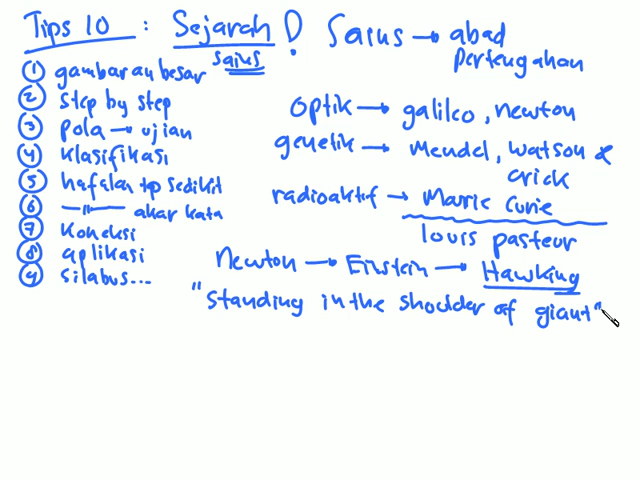 Tips 10 : Sejarah !
sains
① gambaran besar
② step by step
③ pola → ujian
④ klasifikasi
⑤ hafalan tp sedikit
⑥ —"— akar kata
⑦ koneksi
⑧ aplikasi
⑨ silabus...
Sains → abad
pertengahan
optik → galileo, newton
genetik → Mendel, watson &
crick
radioaktif → Marie Curie
louis pasteur
Newton → Einstein → Hawking
"standing in the shoulder of giant"